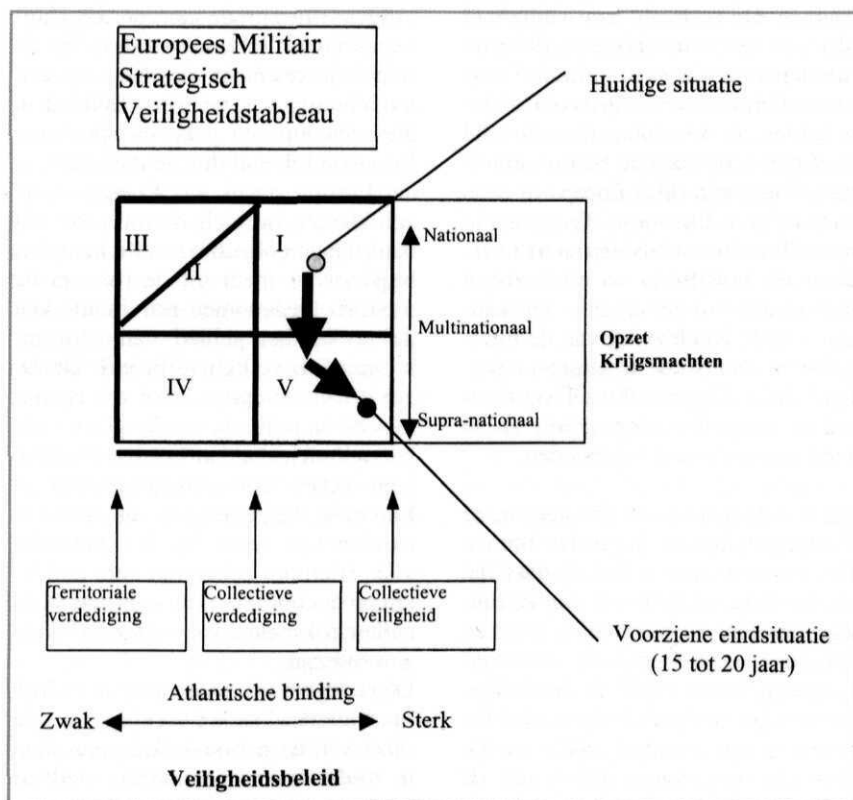 Europees Militair
Strategisch
Veiligheidstableau
Huidige situatie
III
I
II
Nationaal
Multinationaal
Opzet
Krijgsmachten
IV
V
Supra-nationaal
Territoriale
verdediging
Collectieve
verdediging
Collectieve
veiligheid
Voorziene eindsituatie
(15 tot 20 jaar)
Atlantische binding
Zwak
Sterk
Veiligheidsbeleid